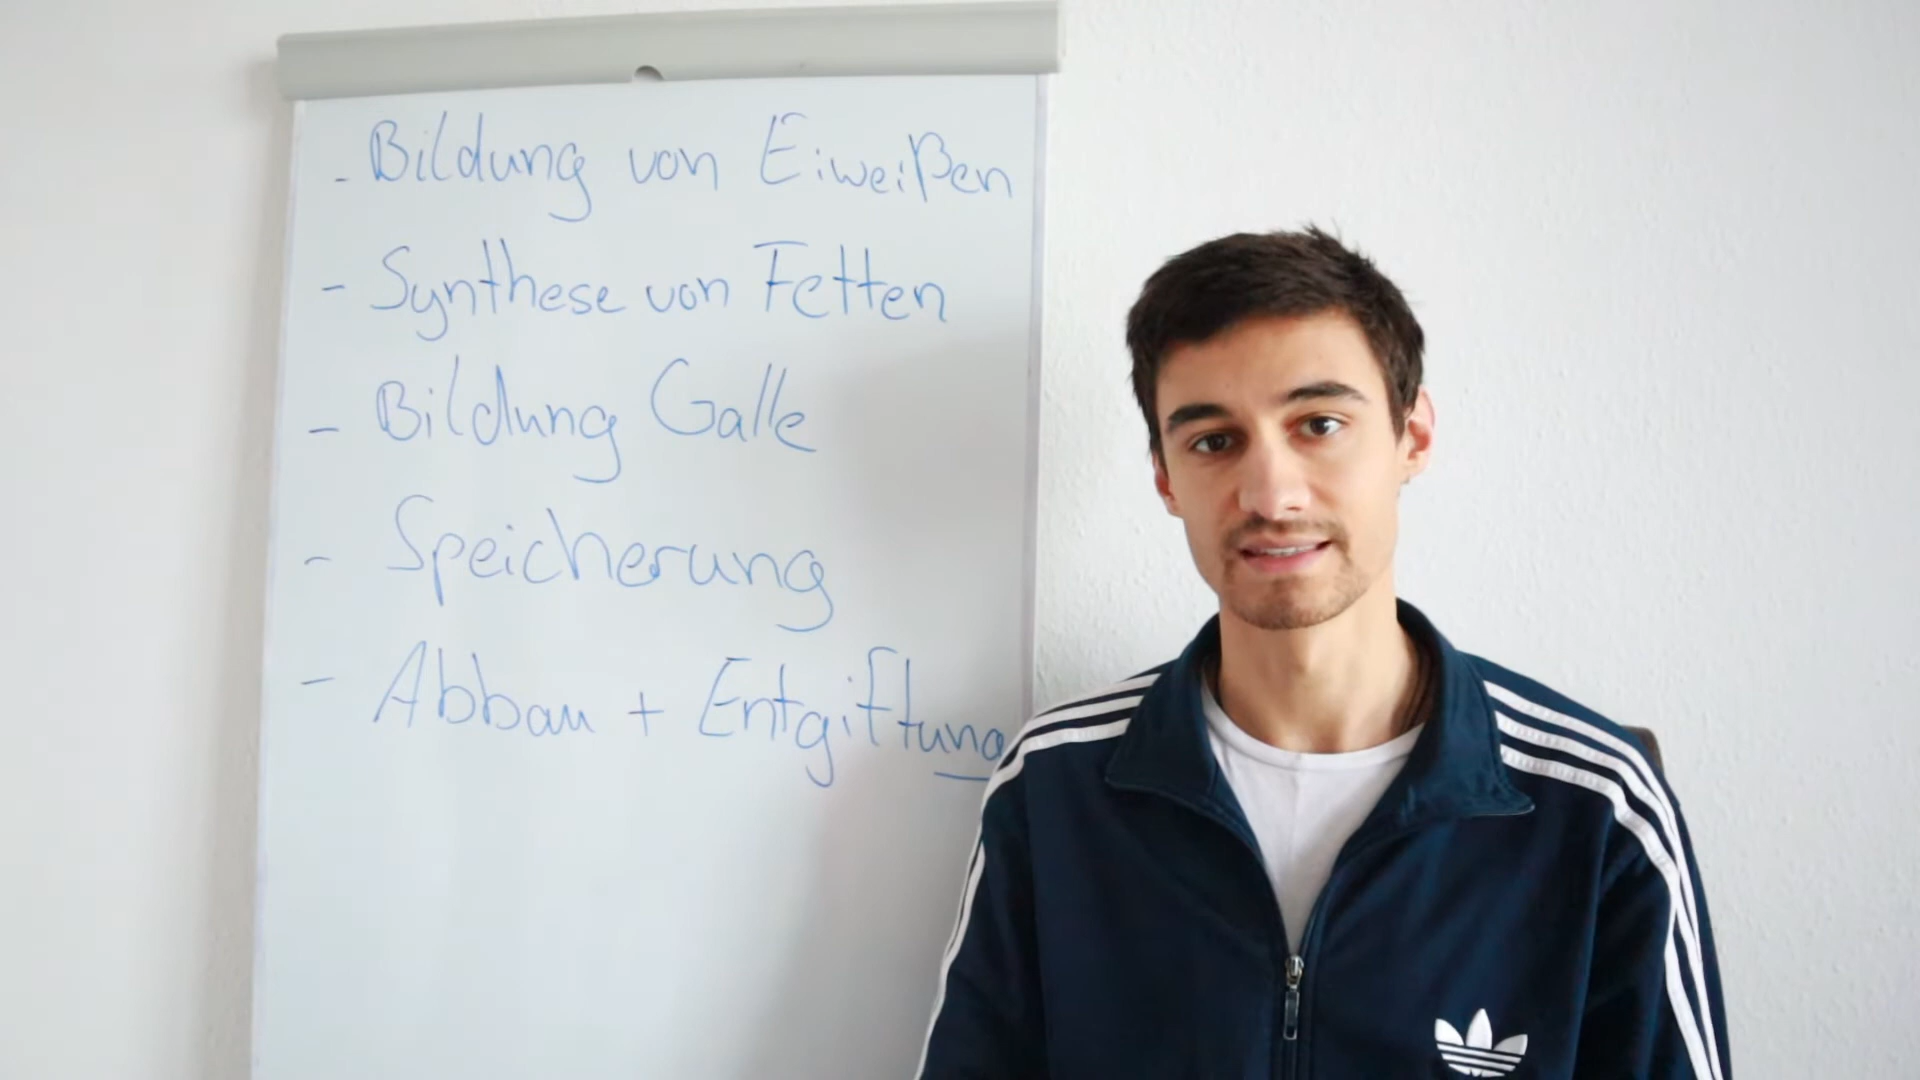 - Bildung von Eiweißen
- Synthese von Fetten
- Bildung Galle
- Speicherung
- Abbau + Entgiftung